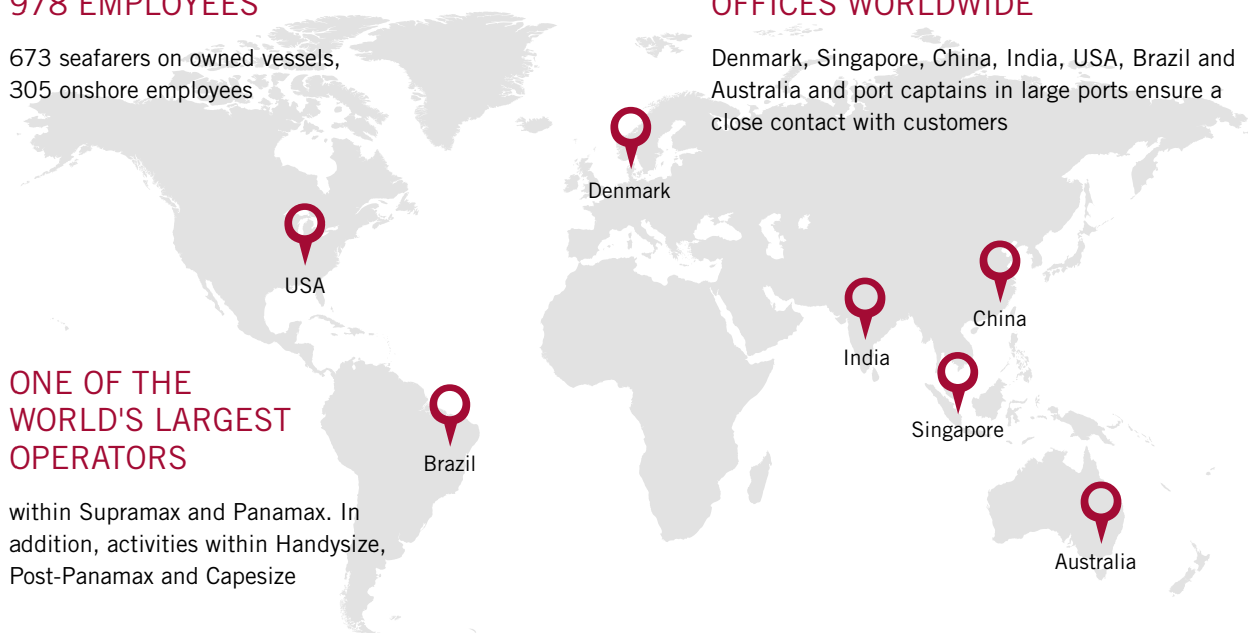 978 EMPLOYEES
673 seafarers on owned vessels,
305 onshore employees
OFFICES WORLDWIDE
Denmark, Singapore, China, India, USA, Brazil and
Australia and port captains in large ports ensure a
close contact with customers
Denmark
USA
China
India
Singapore
Brazil
Australia
ONE OF THE
WORLD'S LARGEST
OPERATORS
within Supramax and Panamax. In
addition, activities within Handysize,
Post-Panamax and Capesize